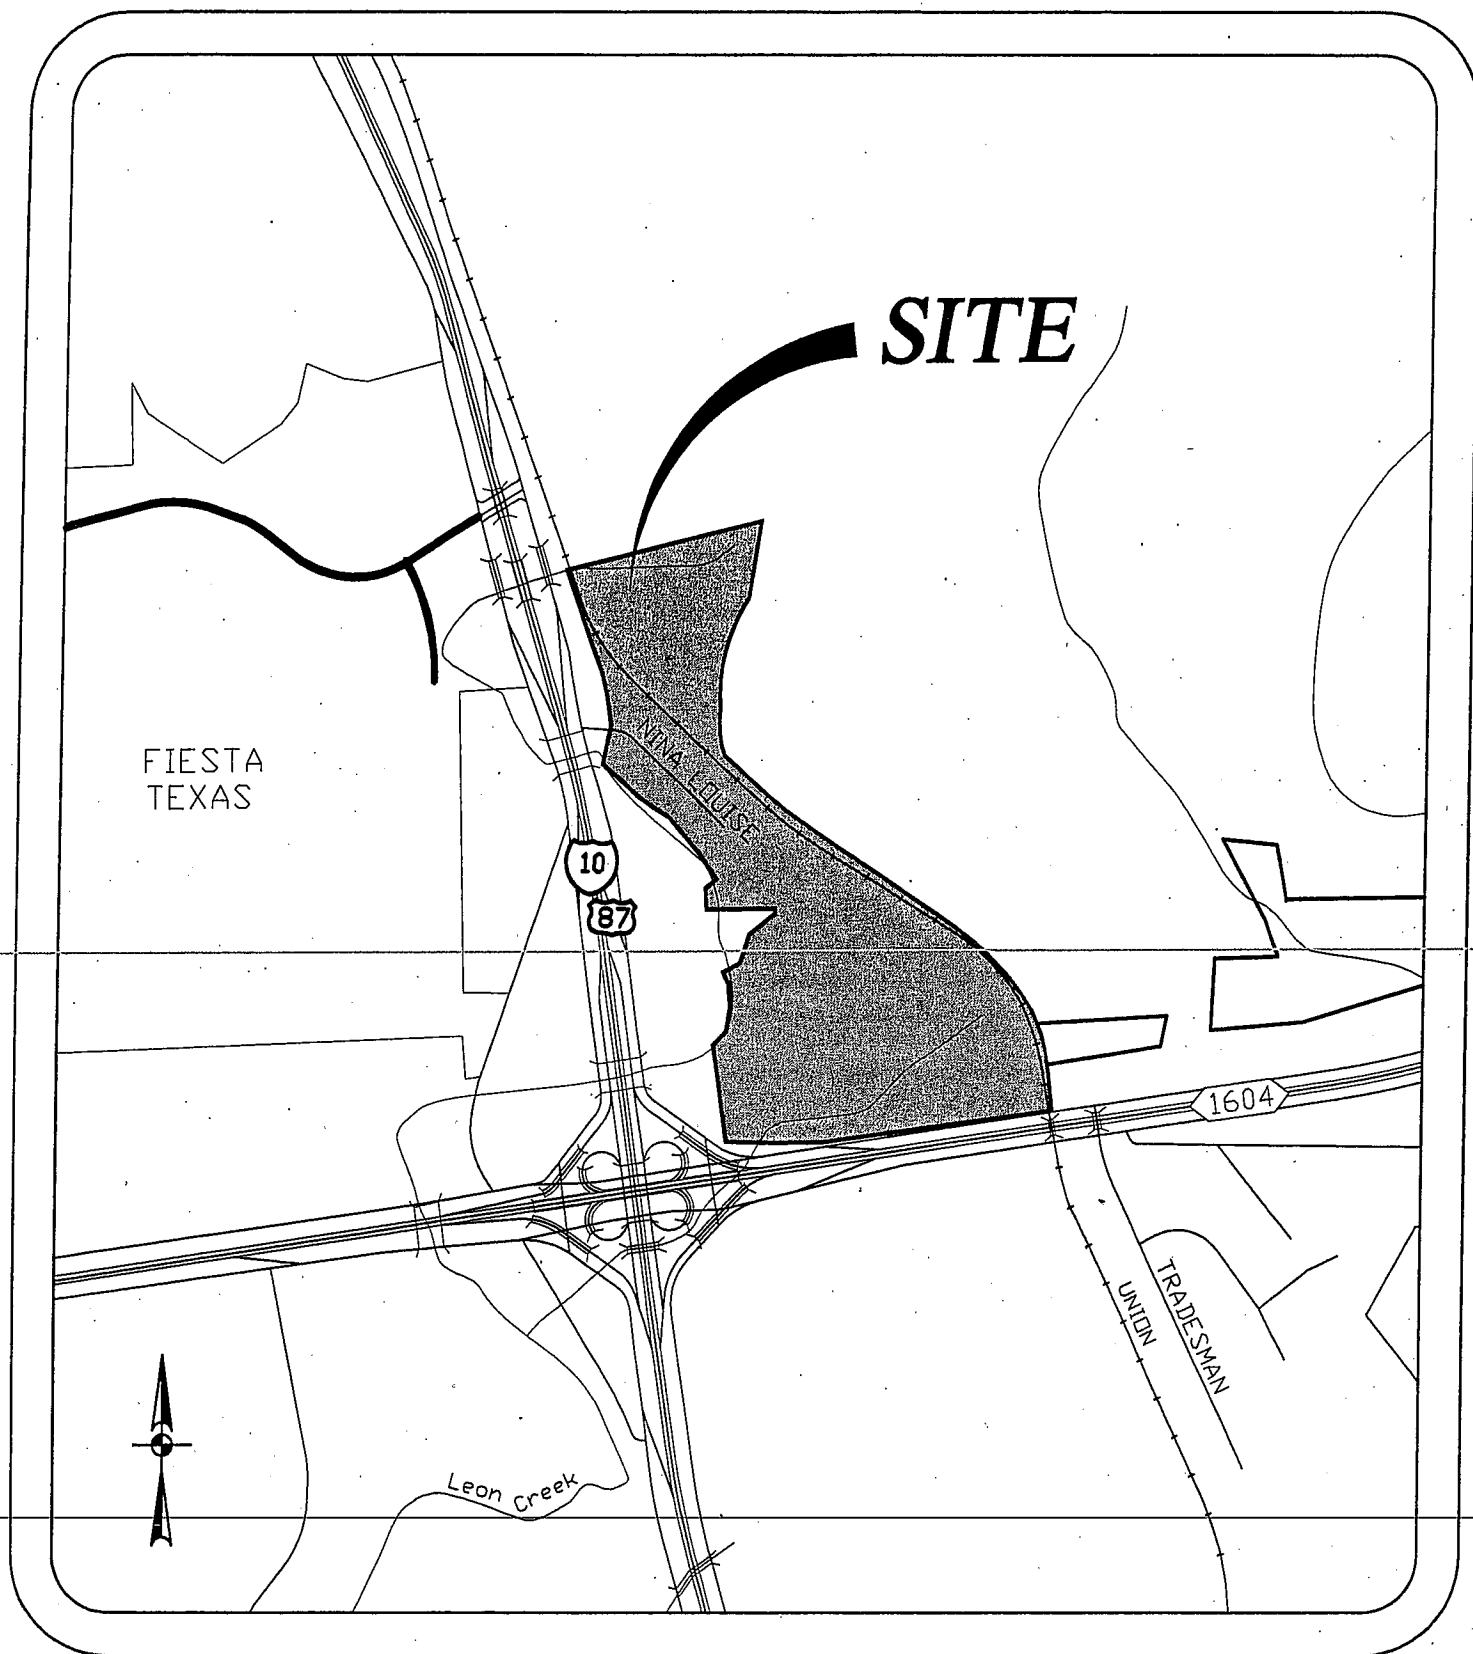 SITE
NINA LOUISE
FIESTA
TEXAS
10
87
1604
TRADESMAN
UNION
Leon Creek